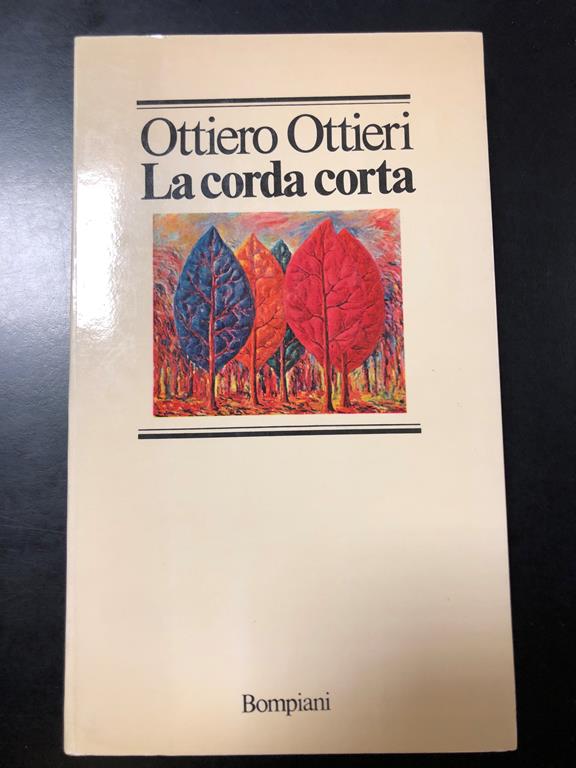 Ottiero Ottieri
La corda corta
Bompiani